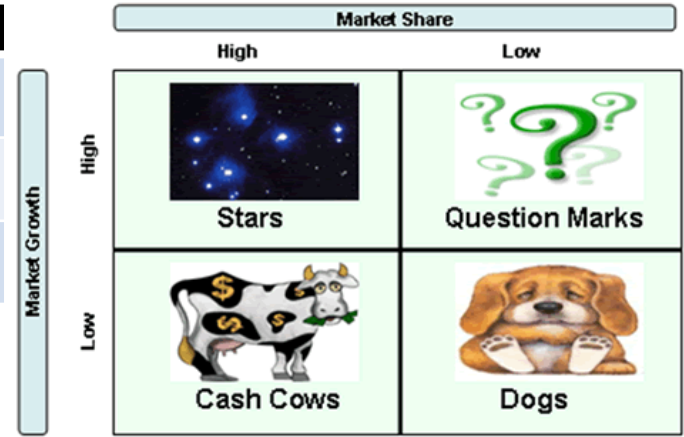 Market Share
High Low
Market Growth
High
Stars
Question Marks
Low
$ $ $ $
Cash Cows
Dogs